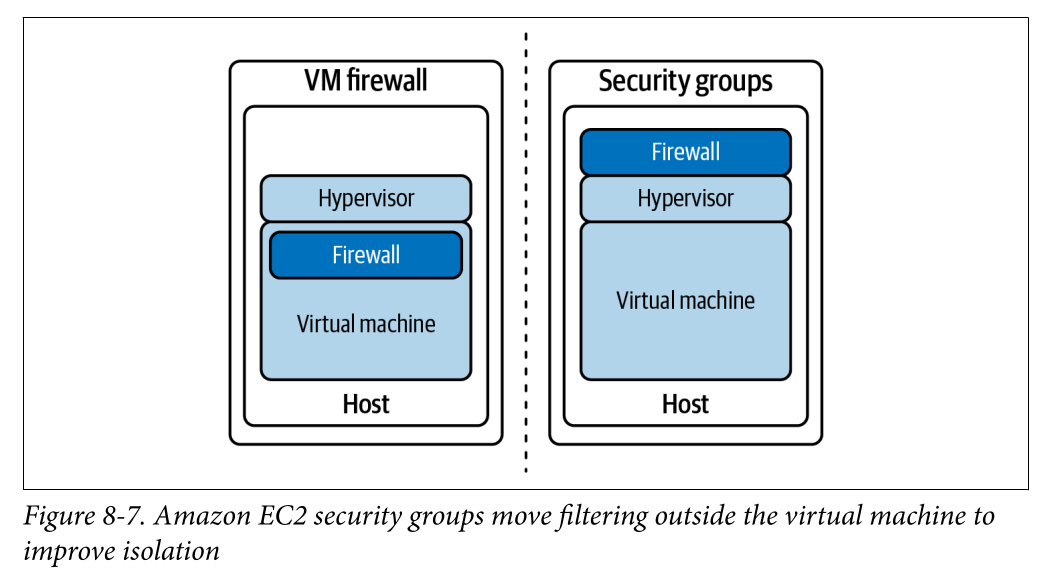 VM firewall
Hypervisor
Firewall
Virtual machine
Host
Security groups
Firewall
Hypervisor
Virtual machine
Host
Figure 8-7. Amazon EC2 security groups move filtering outside the virtual machine to
improve isolation